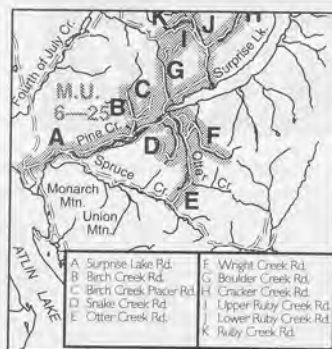 K
J
H
I
Fourth of July Cr.
M.U.
6—25
C
G
Surprise Lk.
B
Pine Cr.
A
D
F
Otter Cr.
Spruce Cr.
E
Monarch
Mtn.
Union
Mtn.
ATLIN LAKE
A Surprise Lake Rd.
B Birch Creek Rd.
C Birch Creek Placer Rd.
D Snake Creek Rd.
E Otter Creek Rd.
F Wright Creek Rd.
G Boulder Creek Rd.
H Cracker Creek Rd.
I Upper Ruby Creek Rd.
Lower Ruby Creek Rd.
K Ruby Creek Rd.